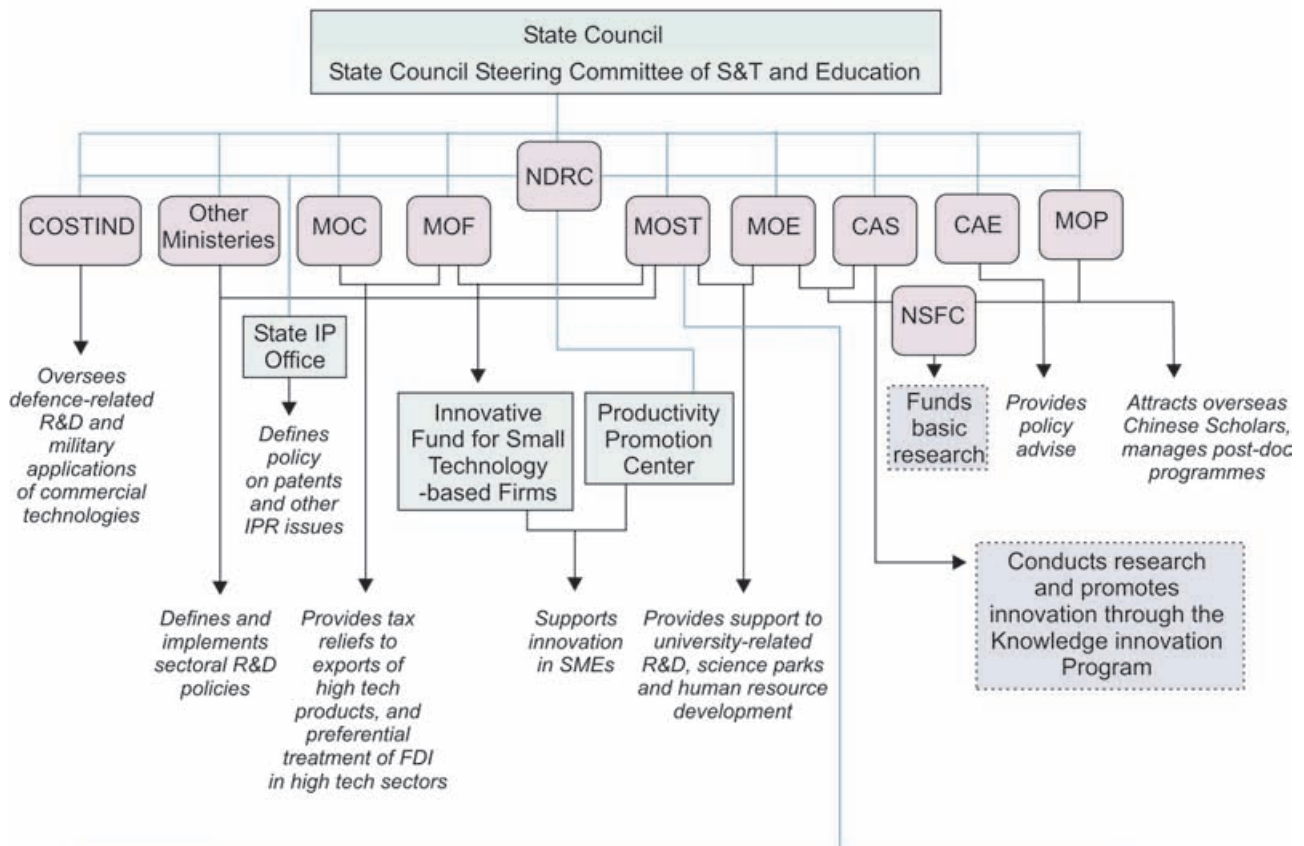 State Council
State Council Steering Committee of S&T and Education
NDRC
COSTIND
Other
Ministeries
MOC
MOF
MOST
MOE
CAS
CAE
MOP
NSFC
State IP
Office
Oversees
defence-related
R&D and
military
applications
of commercial
technologies
Defines
policy
on patents
and other
IPR issues
Innovative
Fund for Small
Technology
-based Firms
Productivity
Promotion
Center
Funds
basic
research
Provides
policy
advise
Attracts overseas
Chinese Scholars,
manages post-doc
programmes
Defines and
implements
sectoral R&D
policies
Provides tax
reliefs to
exports of
high tech
products, and
preferential
treatment of FDI
in high tech sectors
Supports
innovation
in SMEs
Provides support to
university-related
R&D, science parks
and human resource
development
Conducts research
and promotes
innovation through the
Knowledge innovation
Program